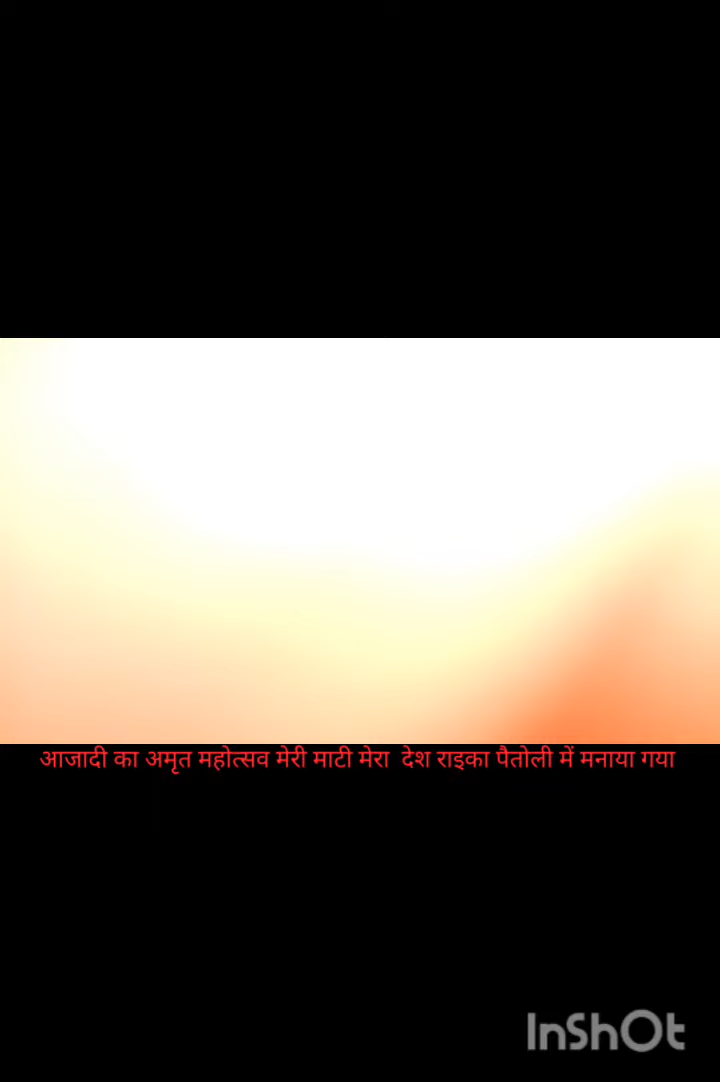 आजादी का अमृत महोत्सव मेरी माटी मेरा देश राइका पैतोली में मनाया गया
InShOt